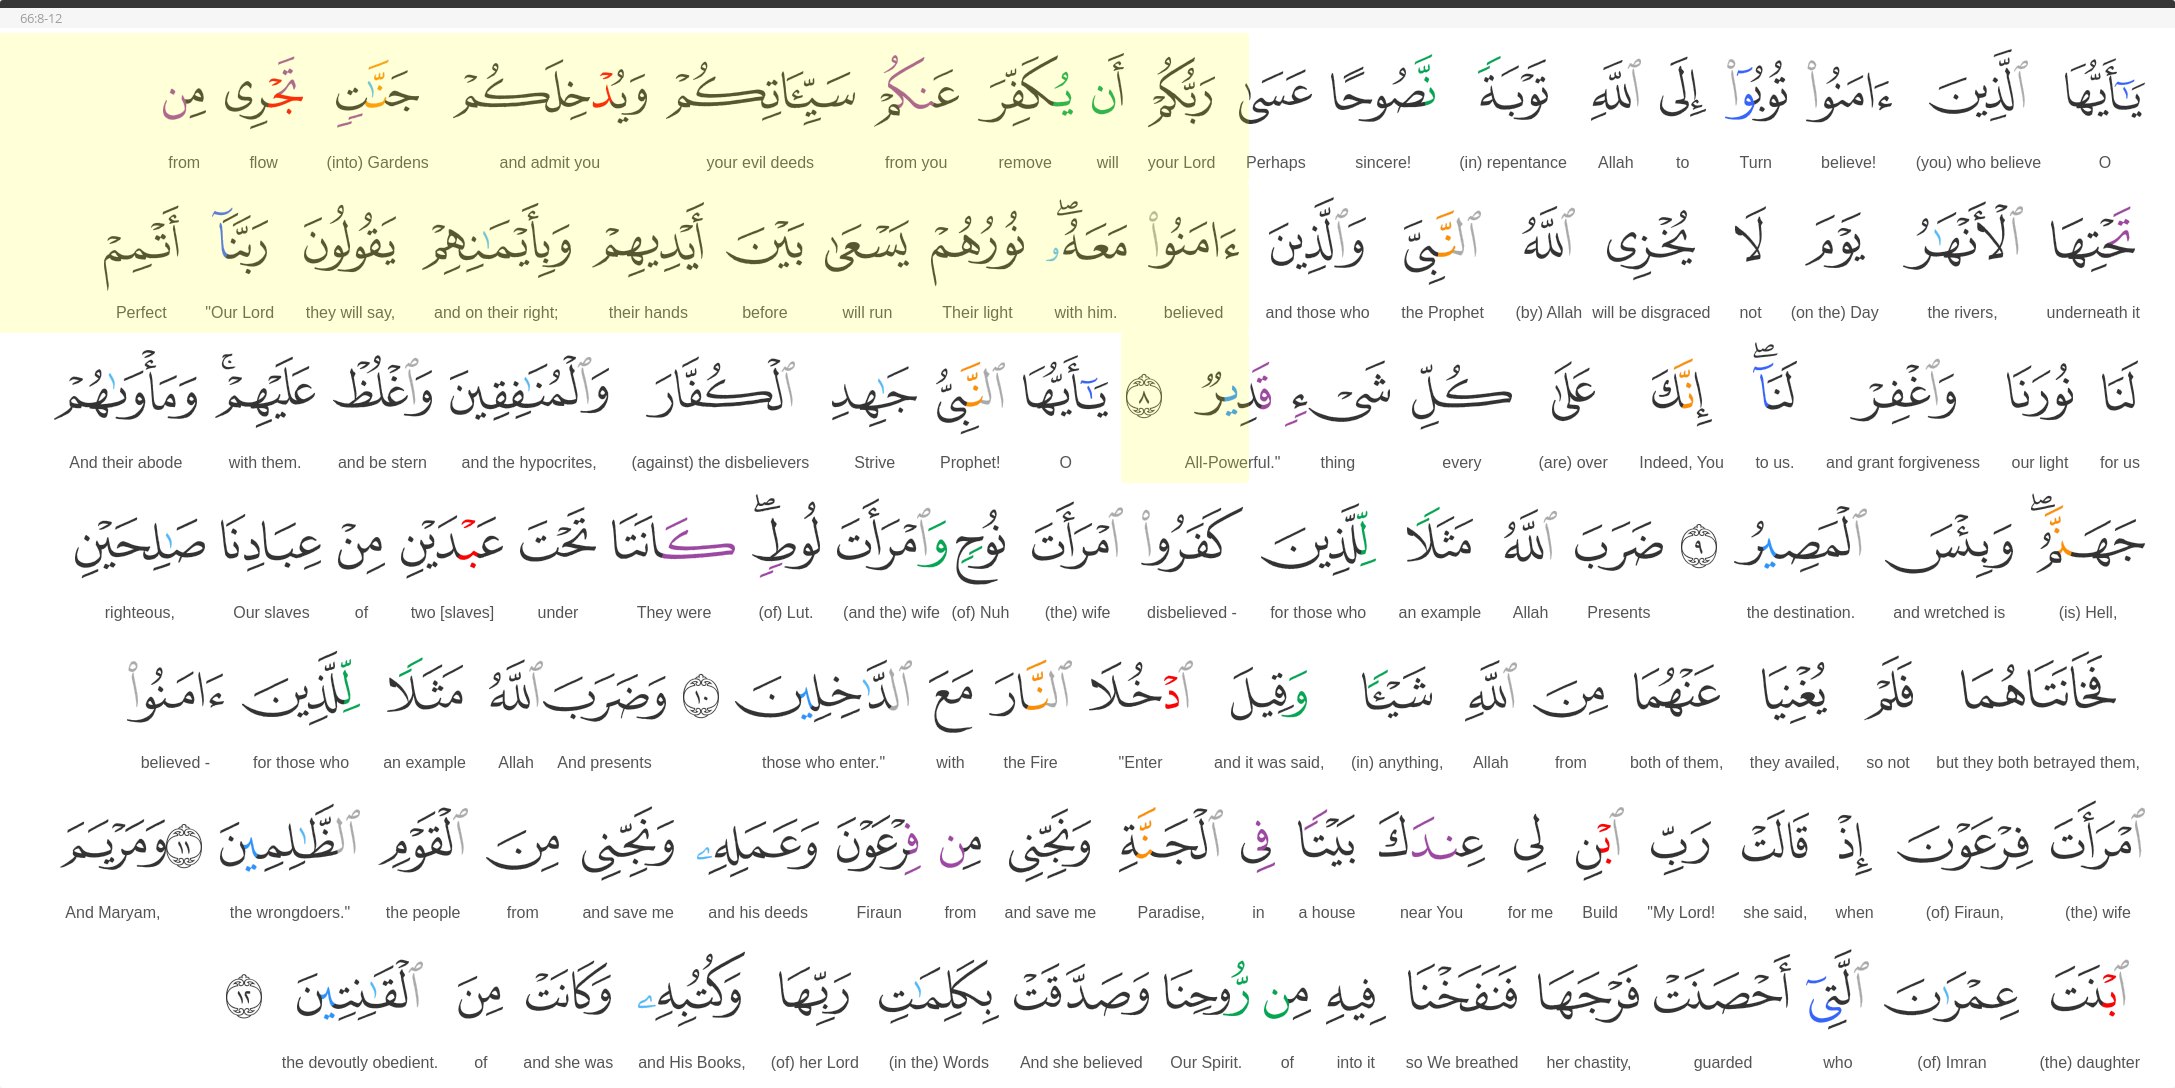 66:8-12
يَـٰٓأَيُّهَا ٱلَّذِينَ ءَامَنُوا۟ تُوبُوٓا۟ إِلَى ٱللَّهِ تَوْبَةً نَّصُوحًا عَسَىٰ رَبُّكُمْ أَن يُكَفِّرَ عَنكُمْ سَيِّـَٔاتِكُمْ وَيُدْخِلَكُمْ جَنَّـٰتٍ تَجْرِى مِن
O (you) who believe believe! Turn to Allah (in) repentance sincere! Perhaps your Lord will remove from you your evil deeds and admit you (into) Gardens flow from
تَحْتِهَا ٱلْأَنْهَـٰرُ يَوْمَ لَا يُخْزِى ٱللَّهُ ٱلنَّبِىَّ وَٱلَّذِينَ ءَامَنُوا۟ مَعَهُۥ ۖ نُورُهُمْ يَسْعَىٰ بَيْنَ أَيْدِيهِمْ وَبِأَيْمَـٰنِهِمْ يَقُولُونَ رَبَّنَآ أَتْمِمْ
underneath it the rivers, (on the) Day not will be disgraced (by) Allah the Prophet and those who believed with him. Their light will run before their hands and on their right; they will say, "Our Lord Perfect
لَنَا نُورَنَا وَٱغْفِرْ لَنَآ ۖ إِنَّكَ عَلَىٰ كُلِّ شَىْءٍ قَدِيرٌ ٨ يَـٰٓأَيُّهَا ٱلنَّبِىُّ جَـٰهِدِ ٱلْكُفَّارَ وَٱلْمُنَـٰفِقِينَ وَٱغْلُظْ عَلَيْهِمْ ۚ وَمَأْوَىٰهُمْ
for us our light and grant forgiveness to us. Indeed, You (are) over every thing All-Powerful." O Prophet! Strive (against) the disbelievers and the hypocrites, and be stern with them. And their abode
جَهَنَّمُ ۖ وَبِئْسَ ٱلْمَصِيرُ ٩ ضَرَبَ ٱللَّهُ مَثَلًا لِّلَّذِينَ كَفَرُوا۟ ٱمْرَأَتَ نُوحٍ وَٱمْرَأَتَ لُوطٍ ۖ كَانَتَا تَحْتَ عَبْدَيْنِ مِنْ عِبَادِنَا صَـٰلِحَيْنِ
(is) Hell, and wretched is the destination. Presents Allah an example for those who disbelieved - (the) wife (of) Nuh (and the) wife (of) Lut. They were under two [slaves] of Our slaves righteous,
فَخَانَتَاهُمَا فَلَمْ يُغْنِيَا عَنْهُمَا مِنَ ٱللَّهِ شَيْـًٔا وَقِيلَ ٱدْخُلَا ٱلنَّارَ مَعَ ٱلدَّٰخِلِينَ ١٠ وَضَرَبَ ٱللَّهُ مَثَلًا لِّلَّذِينَ ءَامَنُوا۟
but they both betrayed them, so not they availed, both of them, from Allah (in) anything, and it was said, "Enter the Fire with those who enter." And presents Allah an example for those who believed -
ٱمْرَأَتَ فِرْعَوْنَ إِذْ قَالَتْ رَبِّ ٱبْنِ لِى عِندَكَ بَيْتًا فِى ٱلْجَنَّةِ وَنَجِّنِى مِن فِرْعَوْنَ وَعَمَلِهِۦ وَنَجِّنِى مِنَ ٱلْقَوْمِ ٱلظَّـٰلِمِينَ ١١ وَمَرْيَمَ
(the) wife (of) Firaun, when she said, "My Lord! Build for me near You a house in Paradise, and save me from Firaun and his deeds and save me from the people the wrongdoers." And Maryam,
ٱبْنَتَ عِمْرَٰنَ ٱلَّتِىٓ أَحْصَنَتْ فَرْجَهَا فَنَفَخْنَا فِيهِ مِن رُّوحِنَا وَصَدَّقَتْ بِكَلِمَـٰتِ رَبِّهَا وَكُتُبِهِۦ وَكَانَتْ مِنَ ٱلْقَـٰنِتِينَ ١٢
(the) daughter (of) Imran who guarded her chastity, so We breathed into it of Our Spirit. And she believed (in the) Words (of) her Lord and His Books, and she was of the devoutly obedient.